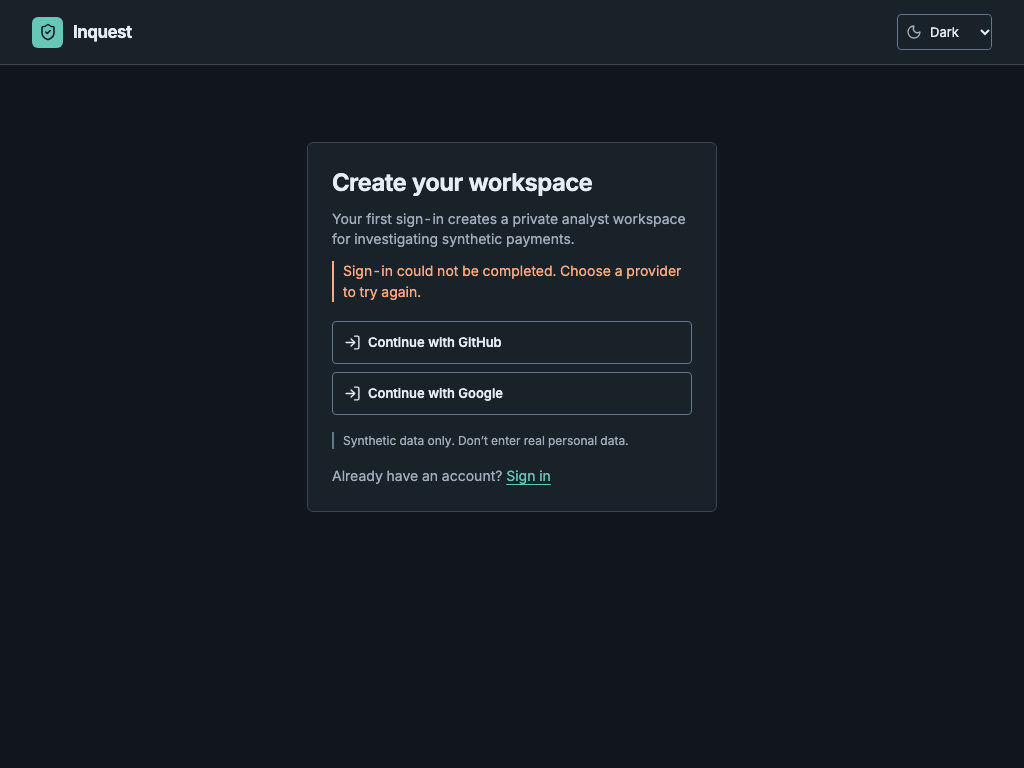 Inquest
Dark
Create your workspace
Your first sign-in creates a private analyst workspace
for investigating synthetic payments.
Sign-in could not be completed. Choose a provider
to try again.
Continue with GitHub
Continue with Google
Synthetic data only. Don’t enter real personal data.
Already have an account? Sign in